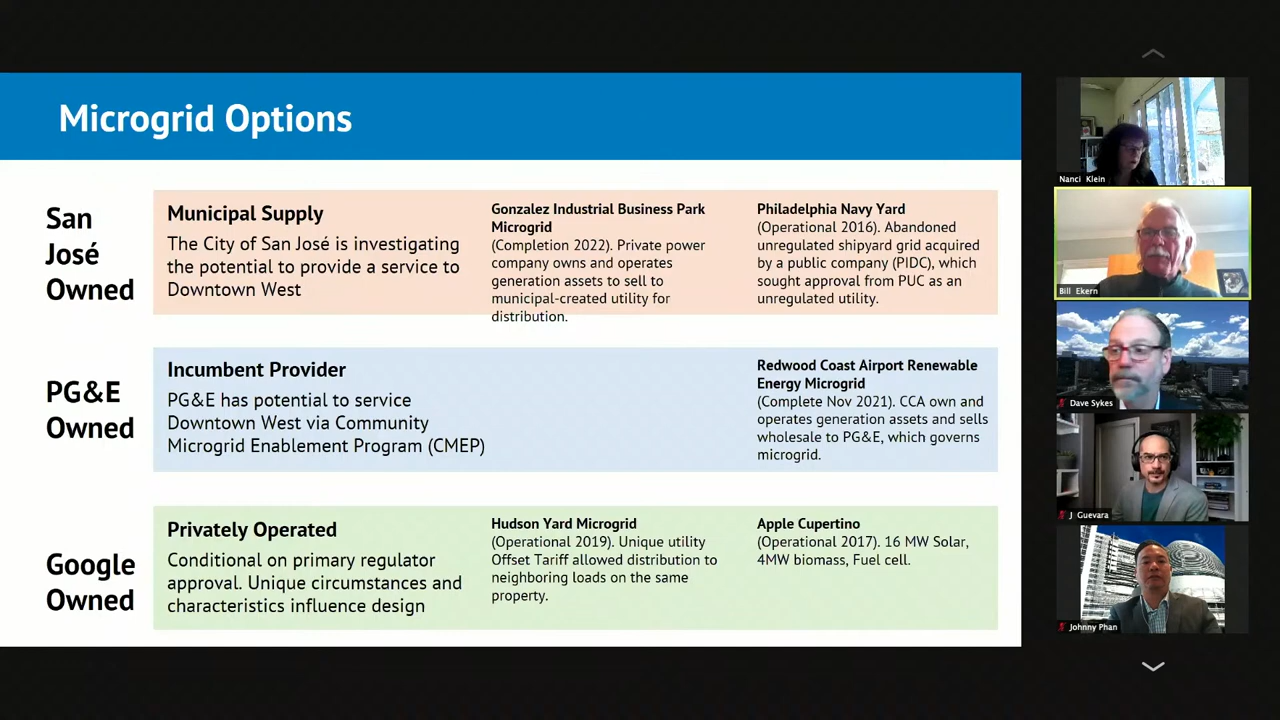 Microgrid Options
San
José
Owned
Municipal Supply
The City of San José is investigating
the potential to provide a service to
Downtown West
Gonzalez Industrial Business Park
Microgrid
(Completion 2022). Private power
company owns and operates
generation assets to sell to
municipal-created utility for
distribution.
Philadelphia Navy Yard
(Operational 2016). Abandoned
unregulated shipyard grid acquired
by a public company (PIDC), which
sought approval from PUC as an
unregulated utility.
PG&E
Owned
Incumbent Provider
PG&E has potential to service
Downtown West via Community
Microgrid Enablement Program (CMEP)
Redwood Coast Airport Renewable
Energy Microgrid
(Complete Nov 2021). CCA own and
operates generation assets and sells
wholesale to PG&E, which governs
microgrid.
Google
Owned
Privately Operated
Conditional on primary regulator
approval. Unique circumstances and
characteristics influence design
Hudson Yard Microgrid
(Operational 2019). Unique utility
Offset Tariff allowed distribution to
neighboring loads on the same
property.
Apple Cupertino
(Operational 2017). 16 MW Solar,
4MW biomass, Fuel cell.
Nanci Klein
Bill Ekern
Dave Sykes
J Guevara
Johnny Phan